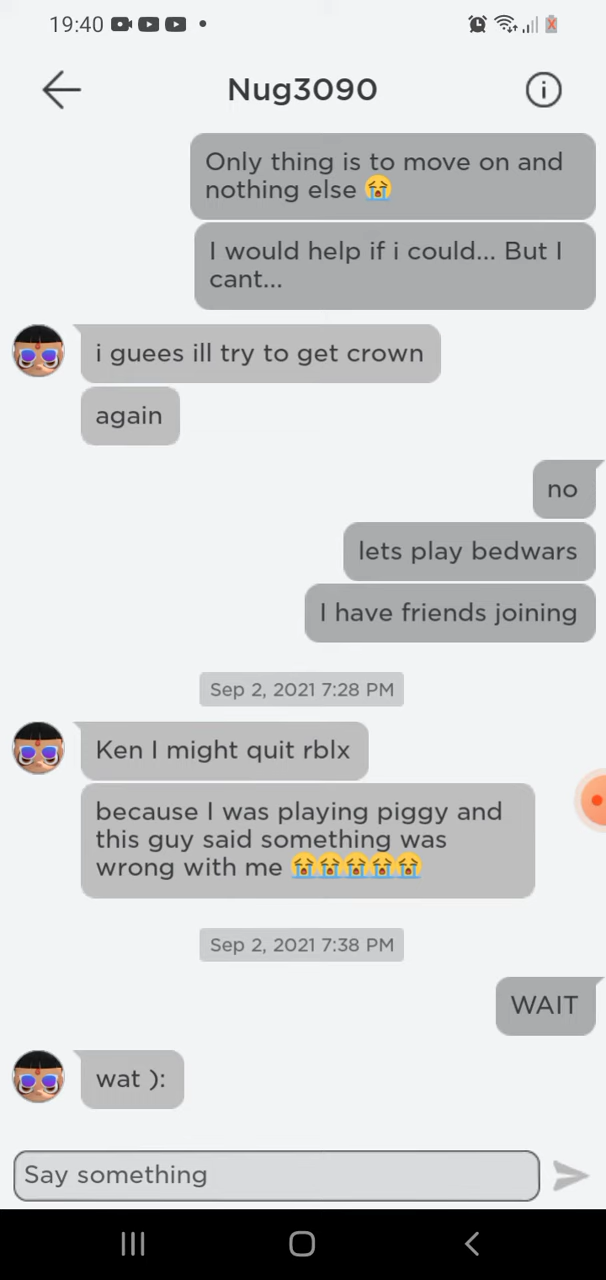 19:40
Nug3090
Only thing is to move on and
nothing else 😭
I would help if i could... But I
cant...
i guees ill try to get crown
again
no
lets play bedwars
I have friends joining
Sep 2, 2021 7:28 PM
Ken I might quit rblx
because I was playing piggy and
this guy said something was
wrong with me 😭😭😭😭😭
Sep 2, 2021 7:38 PM
WAIT
wat ):
Say something